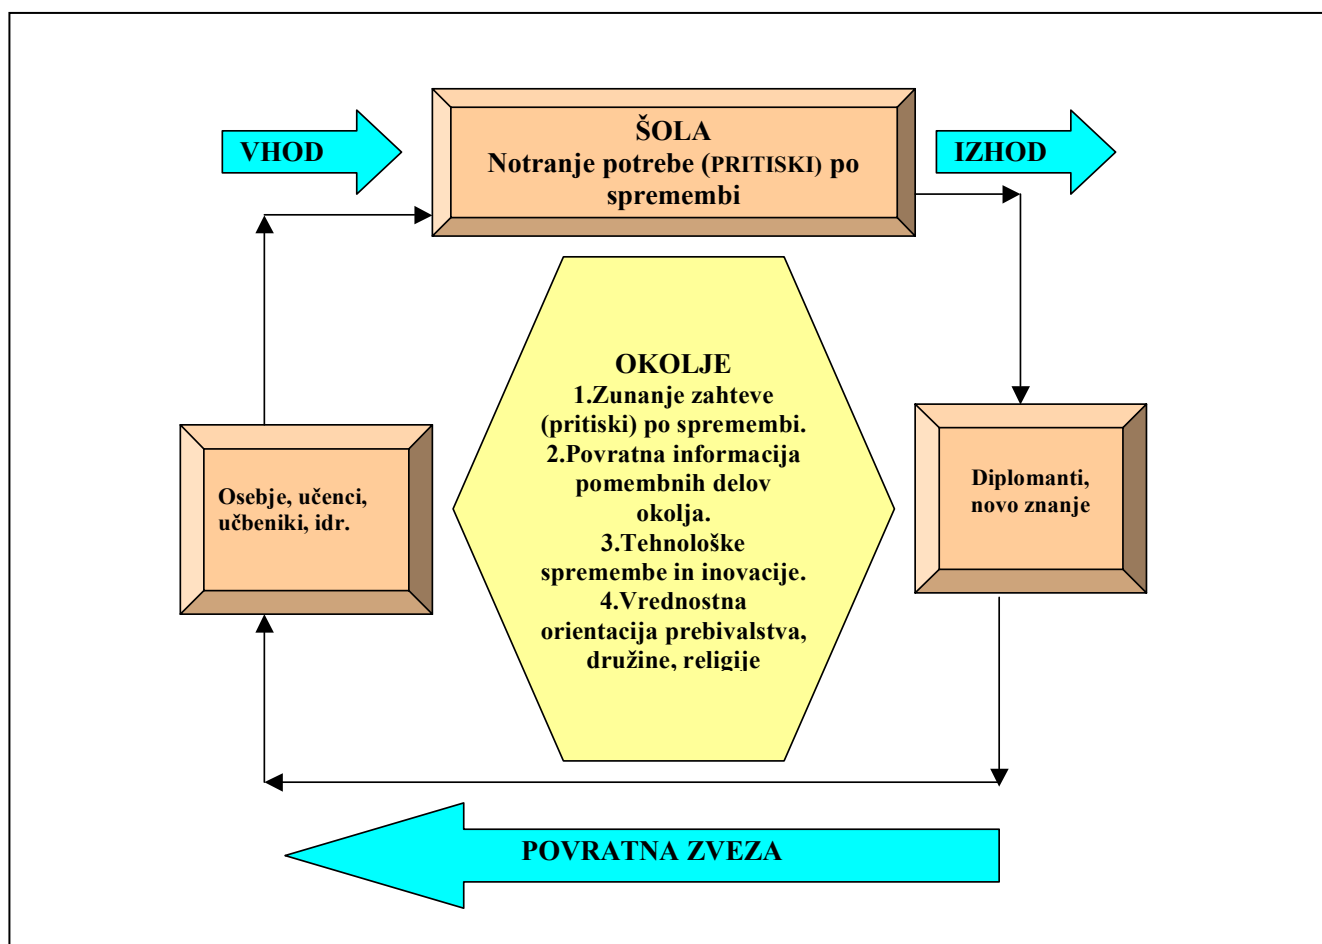 VHOD
ŠOLA
Notranje potrebe (PRITISKI) po
spremembi
IZHOD
OKOLJE
1.Zunanje zahteve
(pritiski) po spremembi.
2.Povratna informacija
pomembnih delov
okolja.
3.Tehnološke
spremembe in inovacije.
4.Vrednostna
orientacija prebivalstva,
družine, religije
Osebje, učenci,
učbeniki, idr.
Diplomanti,
novo znanje
POVRATNA ZVEZA